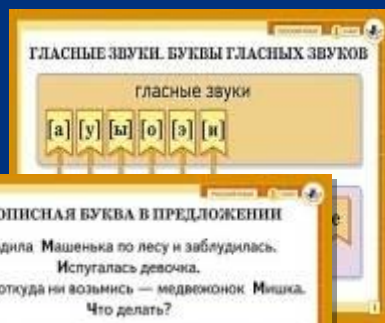 ГЛАСНЫЕ ЗВУКИ. БУКВЫ ГЛАСНЫХ ЗВУКОВ
гласные звуки
[а] [у] [ы] [о] [э] [и]
е
ОПИСНАЯ БУКВА В ПРЕДЛОЖЕНИИ
дила Машенька по лесу и заблудилась.
Испугалась девочка.
откуда ни возьмись — медвежонок Мишка.
Что делать?